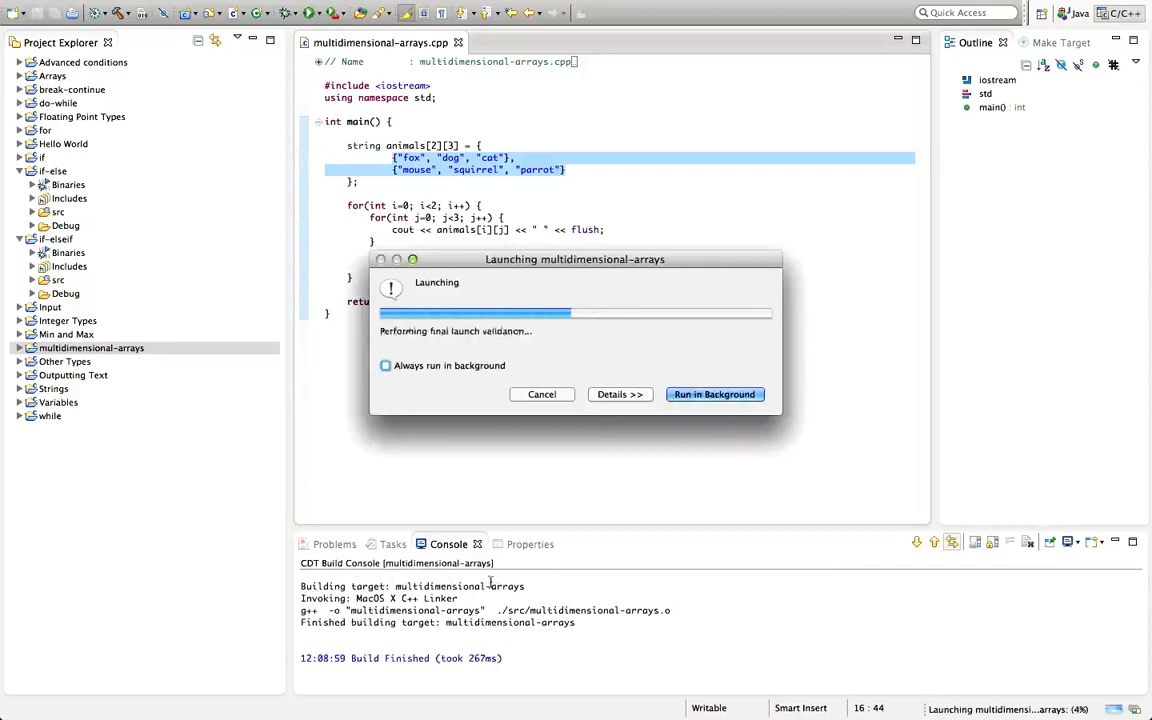 Quick Access
Java
C/C++
Project Explorer
multidimensional-arrays.cpp
Outline
Make Target
Advanced conditions
Arrays
break-continue
do-while
Floating Point Types
for
Hello World
if
if-else
Binaries
Includes
src
Debug
if-elseif
Binaries
Includes
src
Debug
Input
Integer Types
Min and Max
multidimensional-arrays
Other Types
Outputting Text
Strings
Variables
while
// Name : multidimensional-arrays.cpp
#include <iostream>
using namespace std;
int main() {
string animals[2][3] = {
{"fox", "dog", "cat"},
{"mouse", "squirrel", "parrot"}
};
for(int i=0; i<2; i++) {
for(int j=0; j<3; j++) {
cout << animals[i][j] << " " << flush;
}
}
retu
}
Launching multidimensional-arrays
Launching
Performing final launch validation...
Always run in background
Cancel
Details >>
Run in Background
iostream
std
main() : int
Problems
Tasks
Console
Properties
CDT Build Console [multidimensional-arrays]
Building target: multidimensional-arrays
Invoking: MacOS X C++ Linker
g++ -o "multidimensional-arrays" ./src/multidimensional-arrays.o
Finished building target: multidimensional-arrays
12:08:59 Build Finished (took 267ms)
Writable
Smart Insert
16 : 44
Launching multidimensi...arrays: (4%)